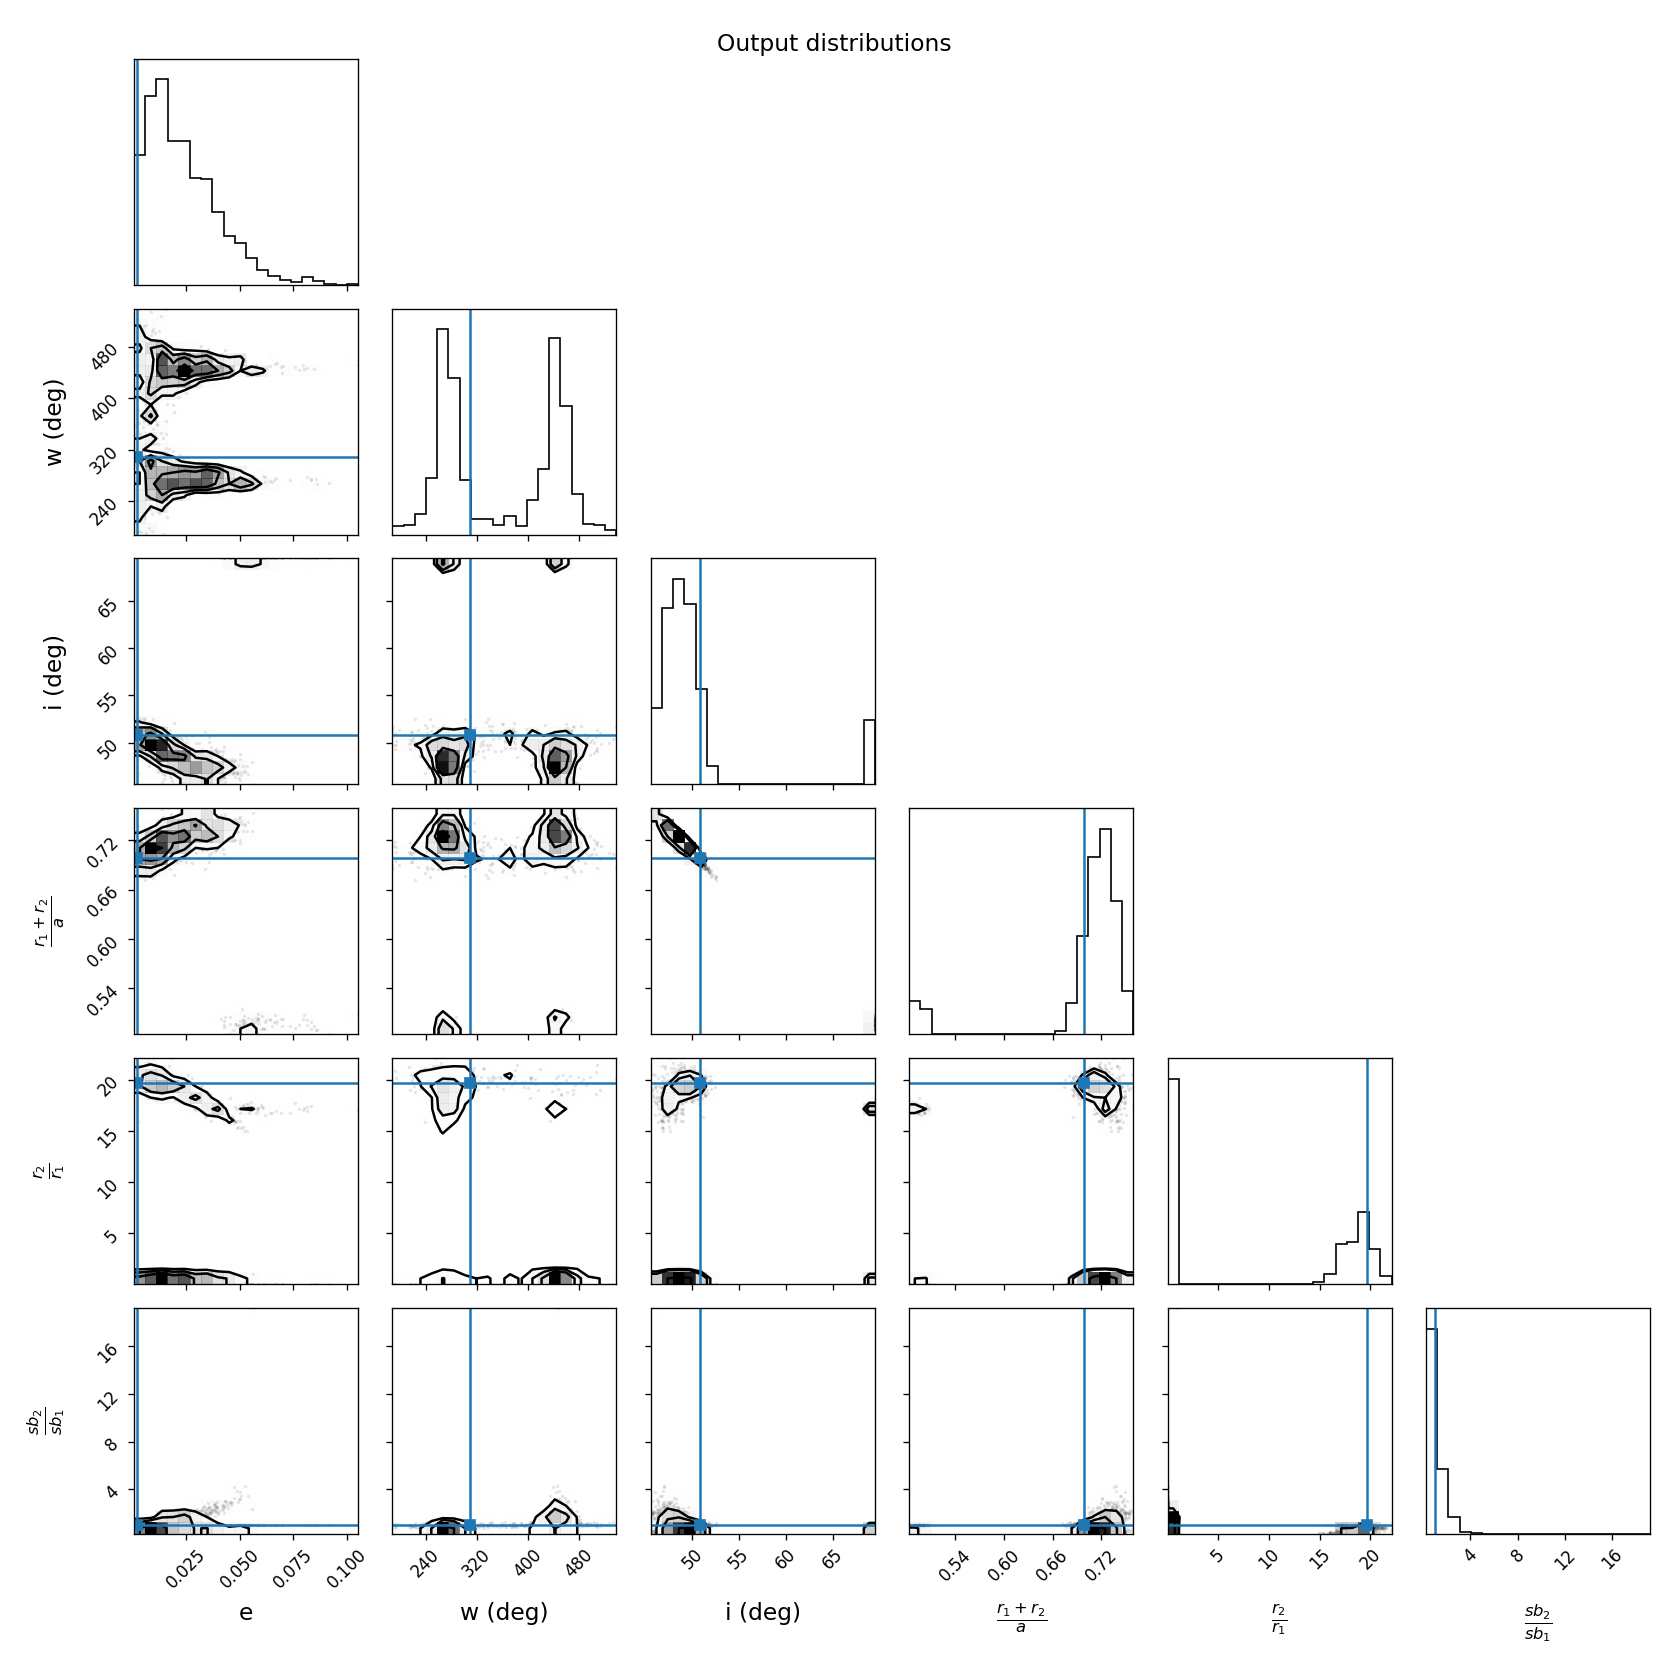 Output distributions
w (deg)
480
400
320
240
i (deg)
65
60
55
50
r₁ + r₂
a
0.72
0.66
0.60
0.54
r₂
r₁
20
15
10
5
sb₂
sb₁
16
12
8
4
0.025 0.050 0.075 0.100 240 320 400 480 50 55 60 65 0.54 0.60 0.66 0.72 5 10 15 20 4 8 12 16
e w (deg) i (deg)
r₁ + r₂
a
r₂
r₁
sb₂
sb₁